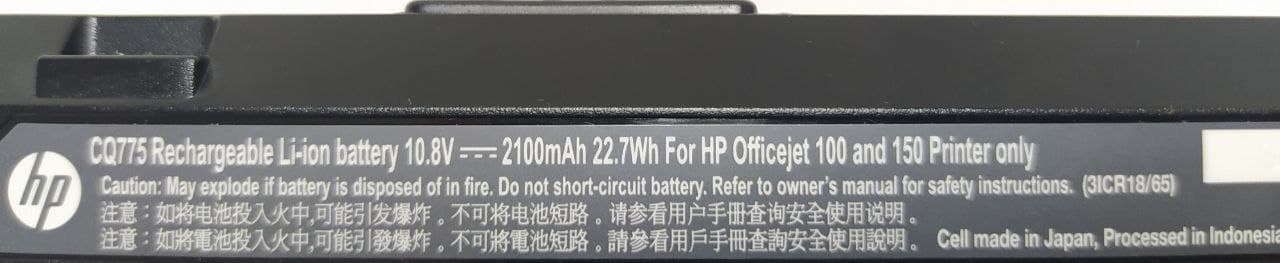 hp
CQ775 Rechargeable Li-ion battery 10.8V ⎓ 2100mAh 22.7Wh For HP Officejet 100 and 150 Printer only
Caution: May explode if battery is disposed of in fire. Do not short-circuit battery. Refer to owner's manual for safety instructions. (3ICR18/65)
注意：如将电池投入火中,可能引发爆炸。不可将电池短路。请参看用户手册查询安全使用说明。
注意：如將電池投入火中,可能引發爆炸。不可將電池短路。請參看用戶手冊查詢安全使用說明。 Cell made in Japan, Processed in Indonesia